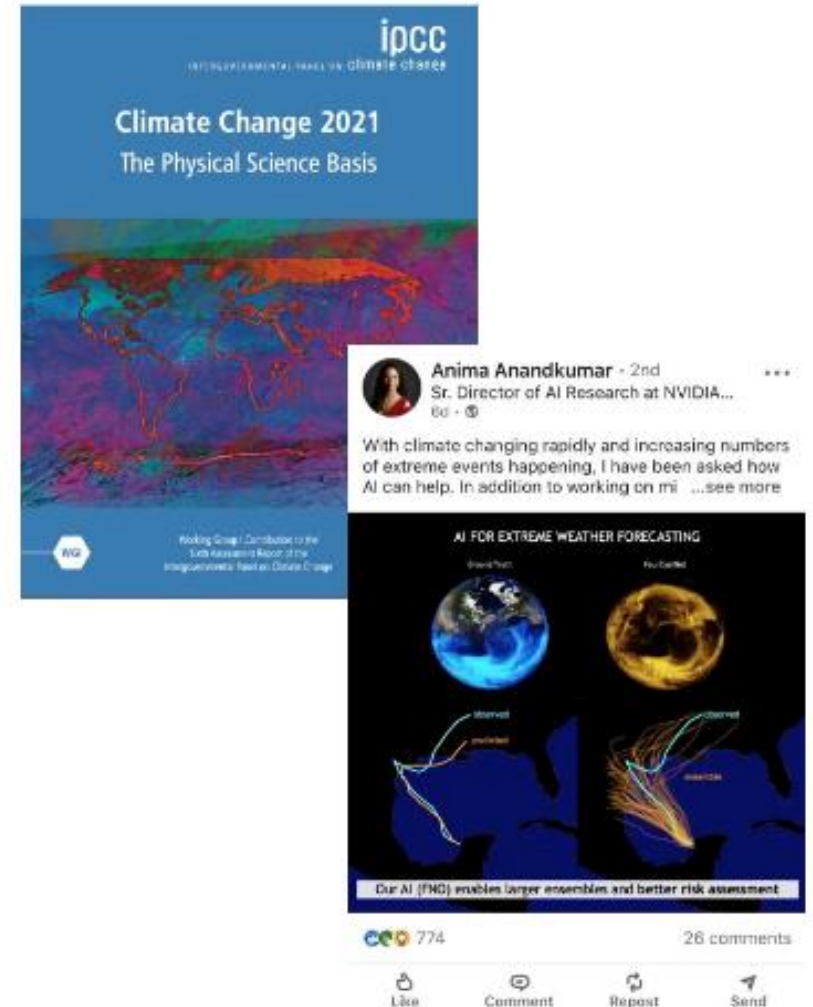 ipcc
INTERGOVERNMENTAL PANEL ON climate change
Climate Change 2021
The Physical Science Basis
WGI
Working Group I Contribution to the
Sixth Assessment Report of the
Intergovernmental Panel on Climate Change
Anima Anandkumar · 2nd
Sr. Director of AI Research at NVIDIA...
6d ·
With climate changing rapidly and increasing numbers
of extreme events happening, I have been asked how
AI can help. In addition to working on mi ...see more
AI FOR EXTREME WEATHER FORECASTING
Ground Truth
FourCastNet
observed
observed
predicted
ensemble
Our AI (FNO) enables larger ensembles and better risk assessment
774
26 comments
Like
Comment
Repost
Send